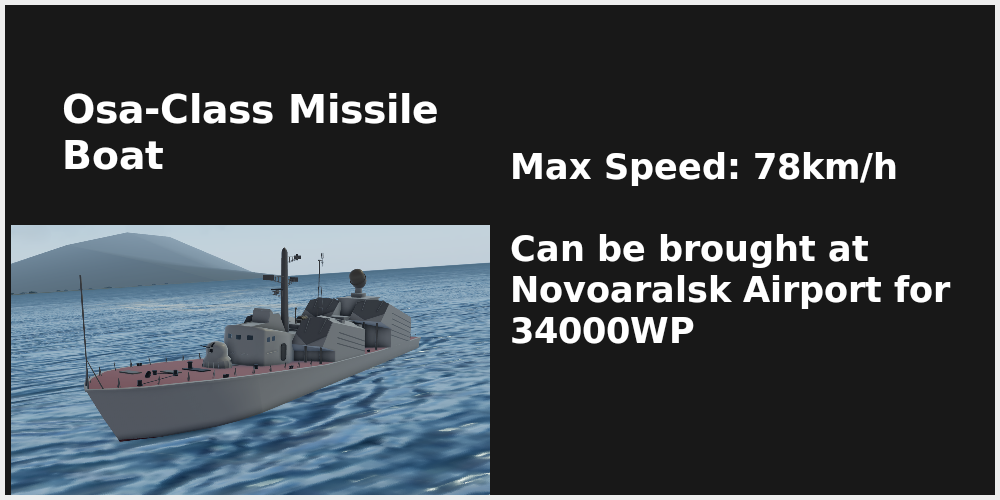 Osa-Class Missile
Boat
Max Speed: 78km/h
Can be brought at
Novoaralsk Airport for
34000WP